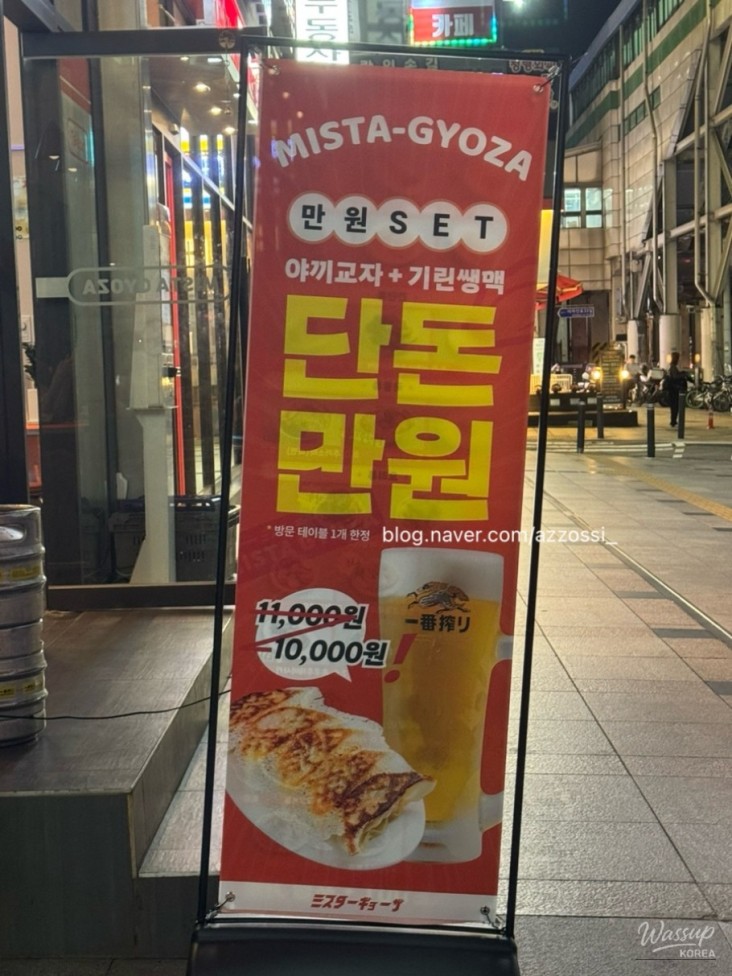 카페
MISTA-GYOZA
만원SET
야끼교자 + 기린쌩맥
단돈
만원
* 방문 테이블 1개 한정
blog.naver.com/azzossi_
11,000원
10,000원!
一番搾り
ミスターギョーザ
MISTA GYOZA
Wassup
KOREA